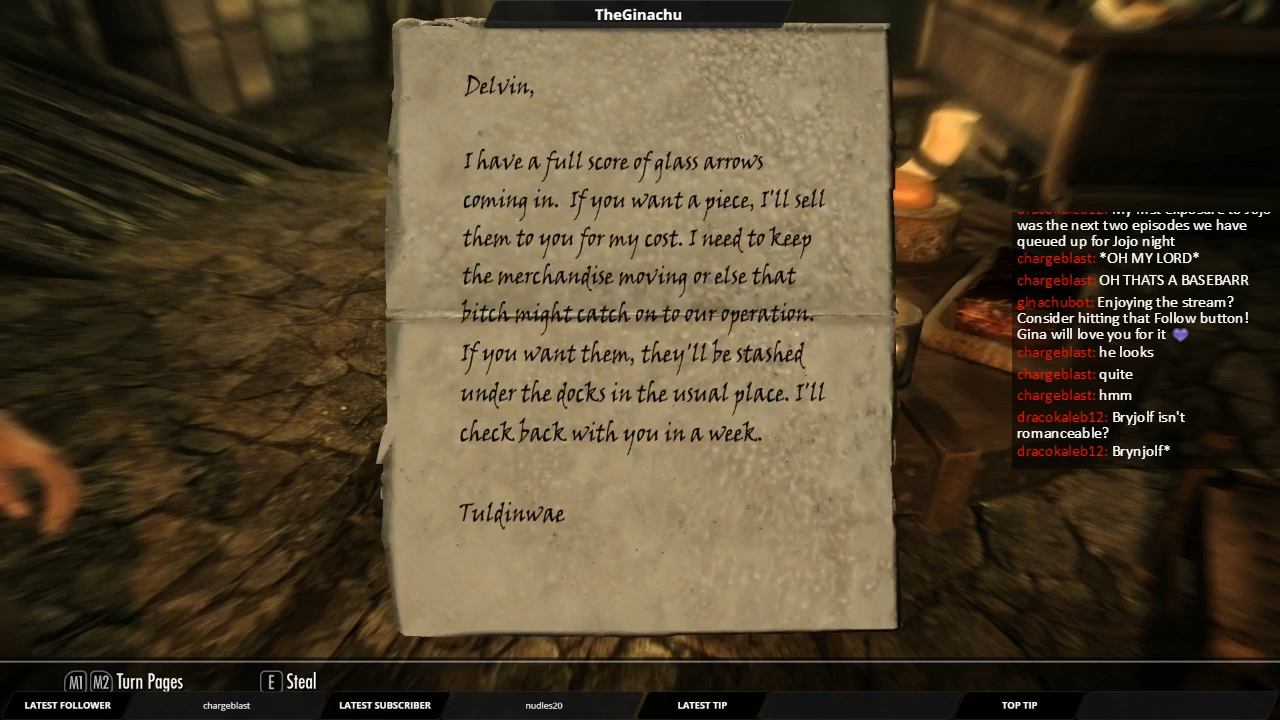 TheGinachu
Delvin,
I have a full score of glass arrows
coming in. If you want a piece, I'll sell
them to you for my cost. I need to keep
the merchandise moving or else that
bitch might catch on to our operation.
If you want them, they'll be stashed
under the docks in the usual place. I'll
check back with you in a week.
Tuldinwae
dracokaleb12: My first exposure to Jojo
was the next two episodes we have
queued up for Jojo night
chargeblast: *OH MY LORD*
chargeblast: OH THATS A BASEBARR
ginachubot: Enjoying the stream?
Consider hitting that Follow button!
Gina will love you for it 💜
chargeblast: he looks
chargeblast: quite
chargeblast: hmm
dracokaleb12: Bryjolf isn't
romanceable?
dracokaleb12: Brynjolf*
M1 M2 Turn Pages E Steal
LATEST FOLLOWER chargeblast LATEST SUBSCRIBER nudles20 LATEST TIP TOP TIP